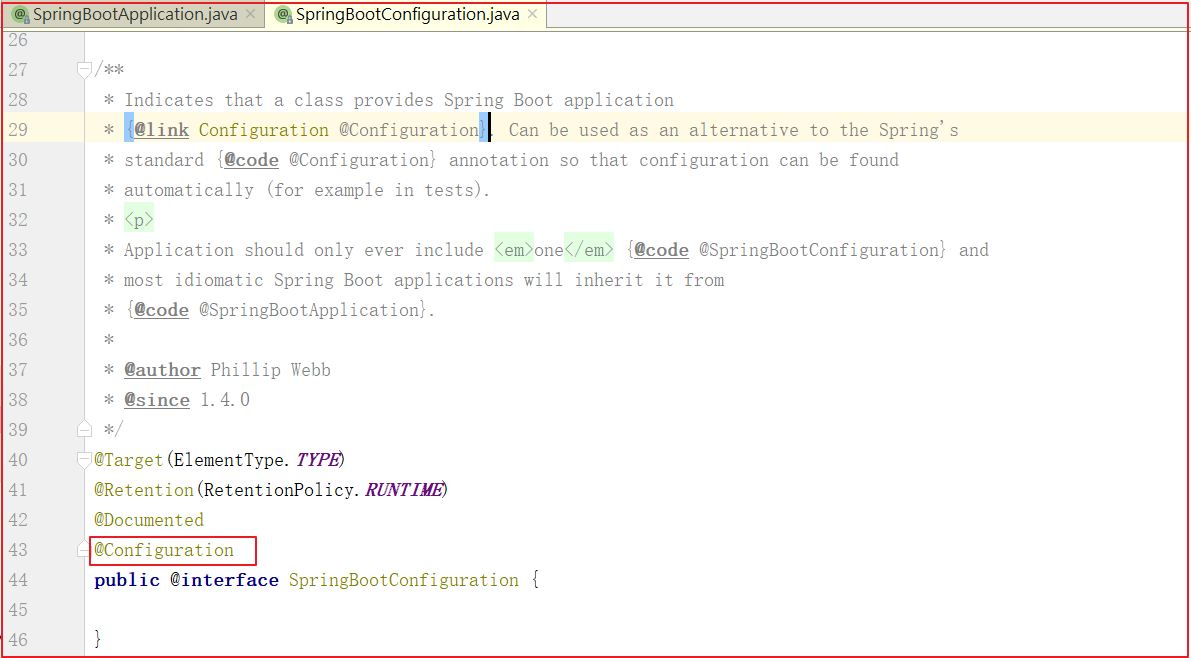 SpringBootApplication.java × SpringBootConfiguration.java ×
26
27 /**
28 * Indicates that a class provides Spring Boot application
29 * {@link Configuration @Configuration}. Can be used as an alternative to the Spring's
30 * standard {@code @Configuration} annotation so that configuration can be found
31 * automatically (for example in tests).
32 * <p>
33 * Application should only ever include <em>one</em> {@code @SpringBootConfiguration} and
34 * most idiomatic Spring Boot applications will inherit it from
35 * {@code @SpringBootApplication}.
36 *
37 * @author Phillip Webb
38 * @since 1.4.0
39 */
40 @Target(ElementType.TYPE)
41 @Retention(RetentionPolicy.RUNTIME)
42 @Documented
43 @Configuration
44 public @interface SpringBootConfiguration {
45
46 }